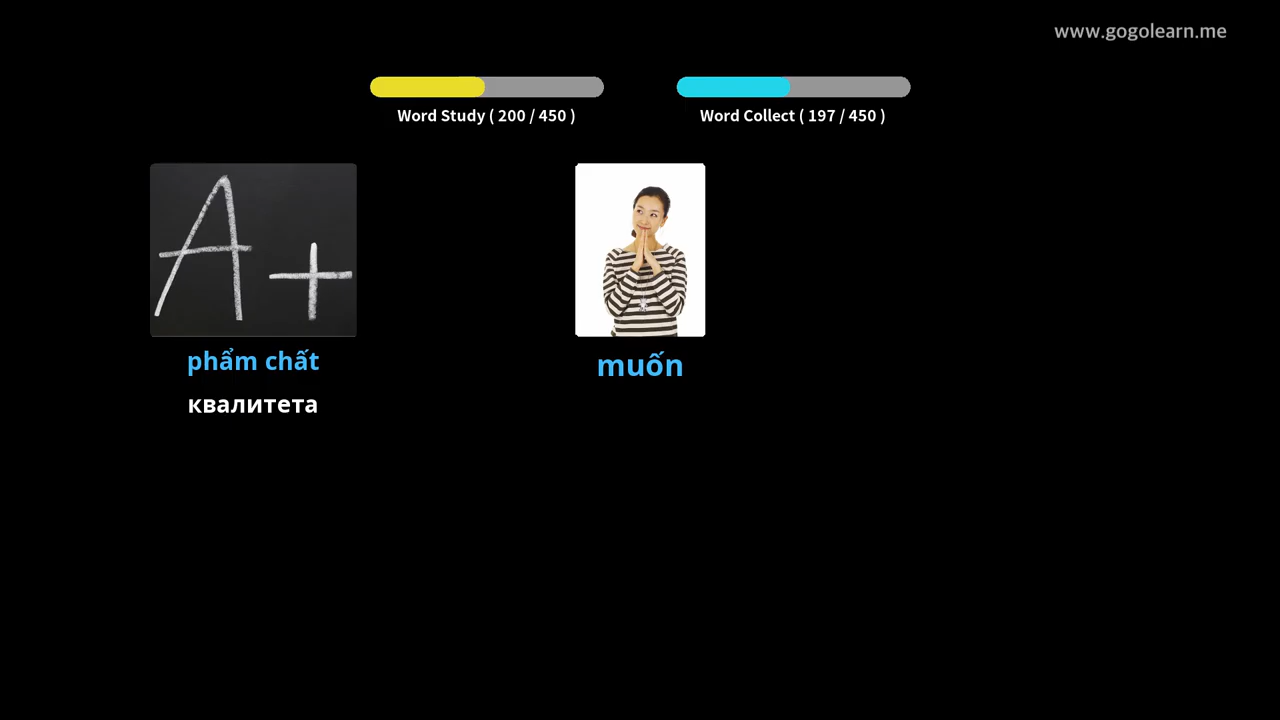 www.gogolearn.me
Word Study ( 200 / 450 )
Word Collect ( 197 / 450 )
A+
phẩm chất
квалитета
muốn